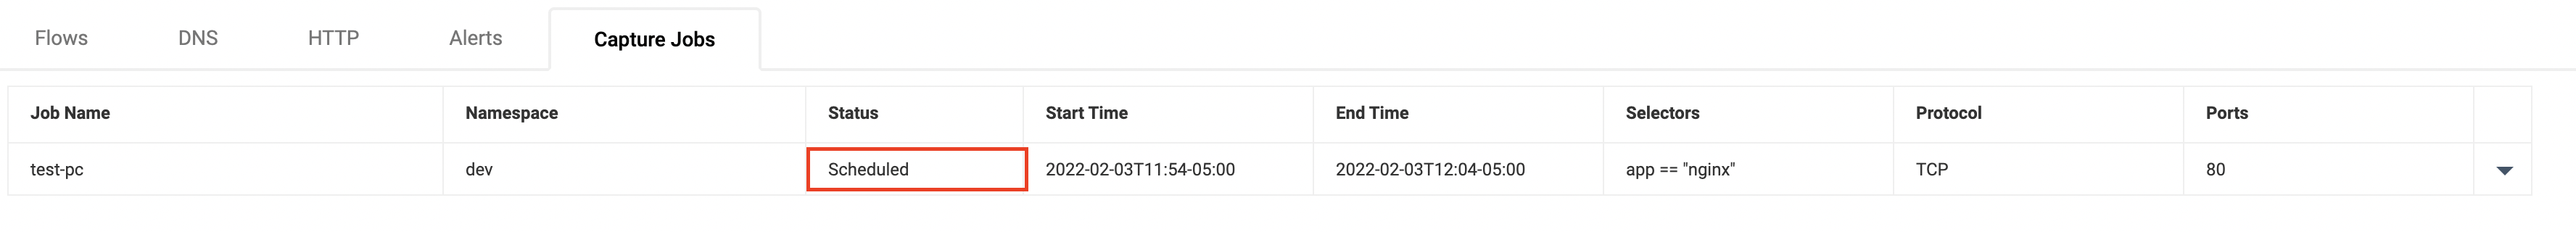 Flows DNS HTTP Alerts Capture Jobs
Job Name Namespace Status Start Time End Time Selectors Protocol Ports
test-pc dev Scheduled 2022-02-03T11:54-05:00 2022-02-03T12:04-05:00 app == "nginx" TCP 80